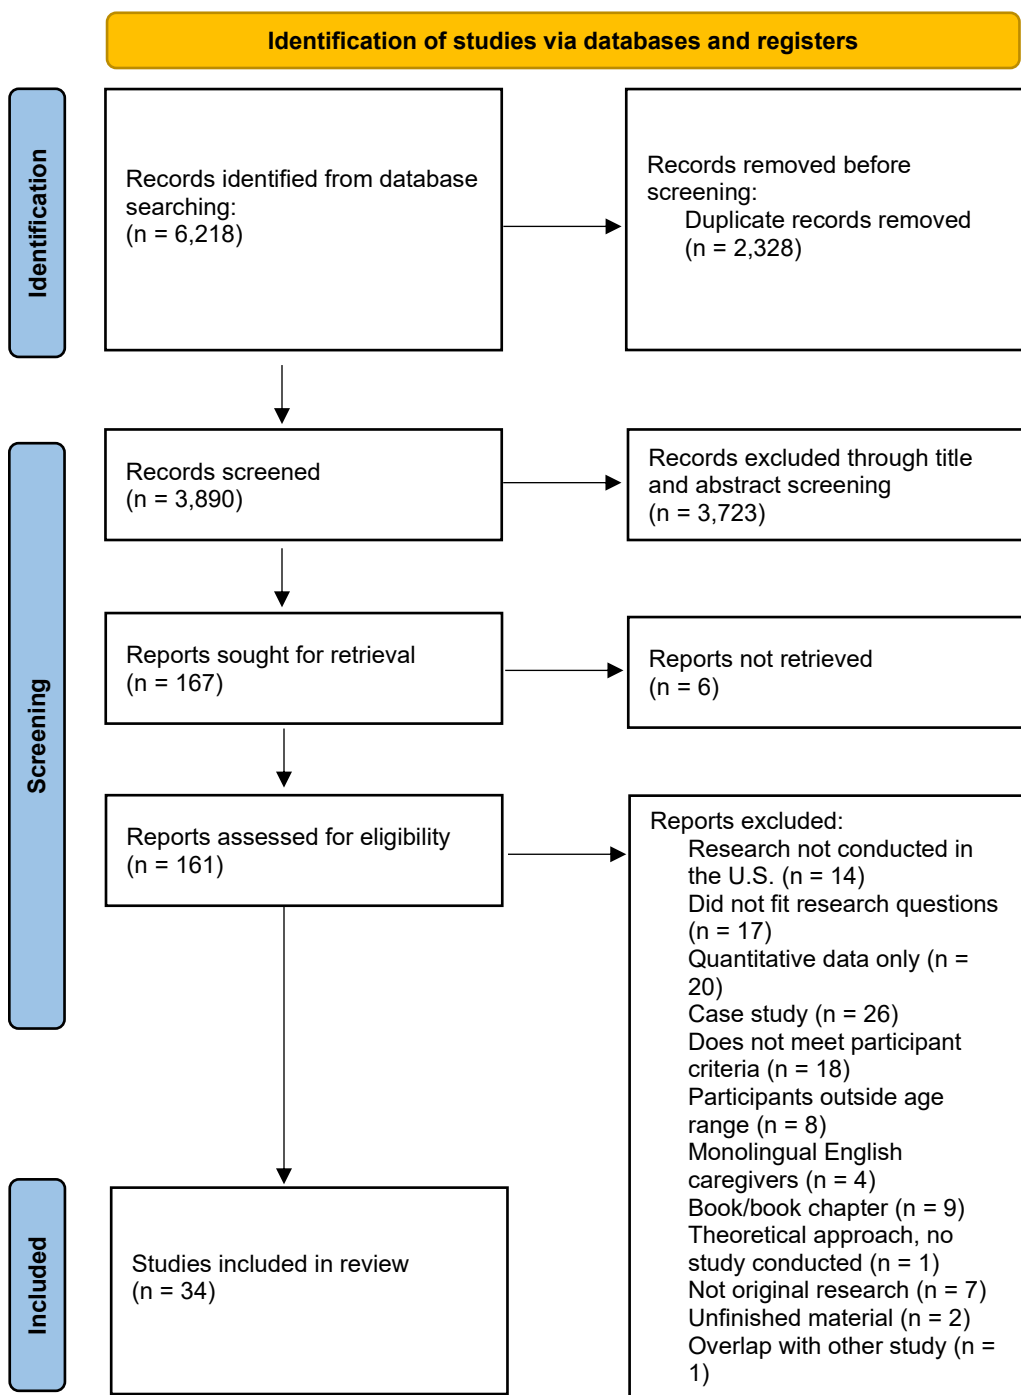 Identification of studies via databases and registers
Identification
Records identified from database
searching:
(n = 6,218)
Records removed before
screening:
Duplicate records removed
(n = 2,328)
Screening
Records screened
(n = 3,890)
Records excluded through title
and abstract screening
(n = 3,723)
Reports sought for retrieval
(n = 167)
Reports not retrieved
(n = 6)
Reports assessed for eligibility
(n = 161)
Reports excluded:
Research not conducted in
the U.S. (n = 14)
Did not fit research questions
(n = 17)
Quantitative data only (n =
20)
Case study (n = 26)
Does not meet participant
criteria (n = 18)
Participants outside age
range (n = 8)
Monolingual English
caregivers (n = 4)
Book/book chapter (n = 9)
Theoretical approach, no
study conducted (n = 1)
Not original research (n = 7)
Unfinished material (n = 2)
Overlap with other study (n =
1)
Included
Studies included in review
(n = 34)